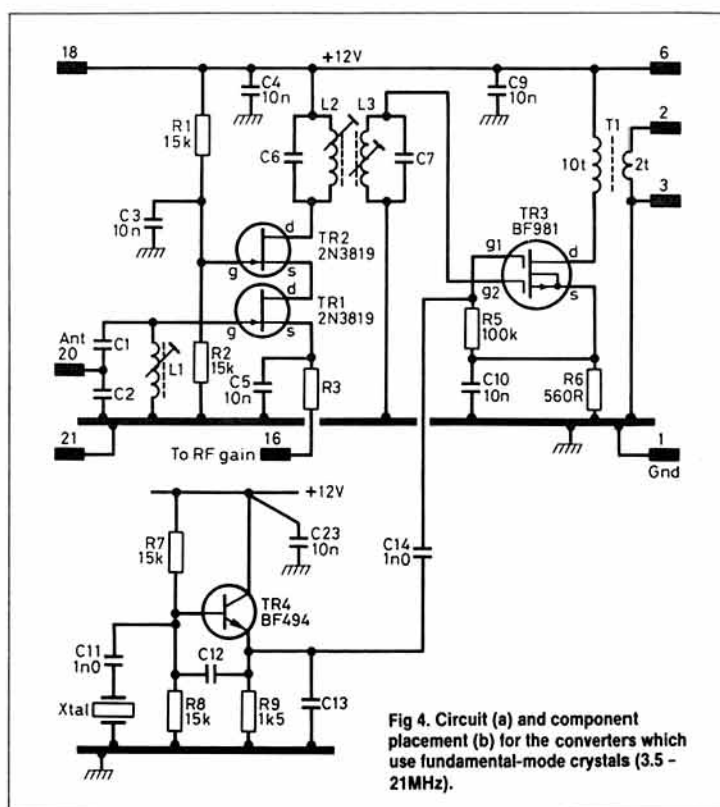 18
+12V
6
C4
10n
C9
10n
L2
L3
R1
15k
C6
C7
2
T1
10t
2t
3
C3
10n
d
TR2
2N3819
g
s
d
TR1
2N3819
g
s
TR3
BF981
g1
d
g2
s
R5
100k
Ant
20
C1
C2
L1
R2
15k
C5
10n
R3
C10
10n
R6
560R
21
To RF gain
16
1
Gnd
+12V
R7
15k
C23
10n
C14
1n0
TR4
BF494
C11
1n0
C12
Xtal
R8
15k
R9
1k5
C13
Fig 4. Circuit (a) and component
placement (b) for the converters which
use fundamental-mode crystals (3.5 –
21MHz).